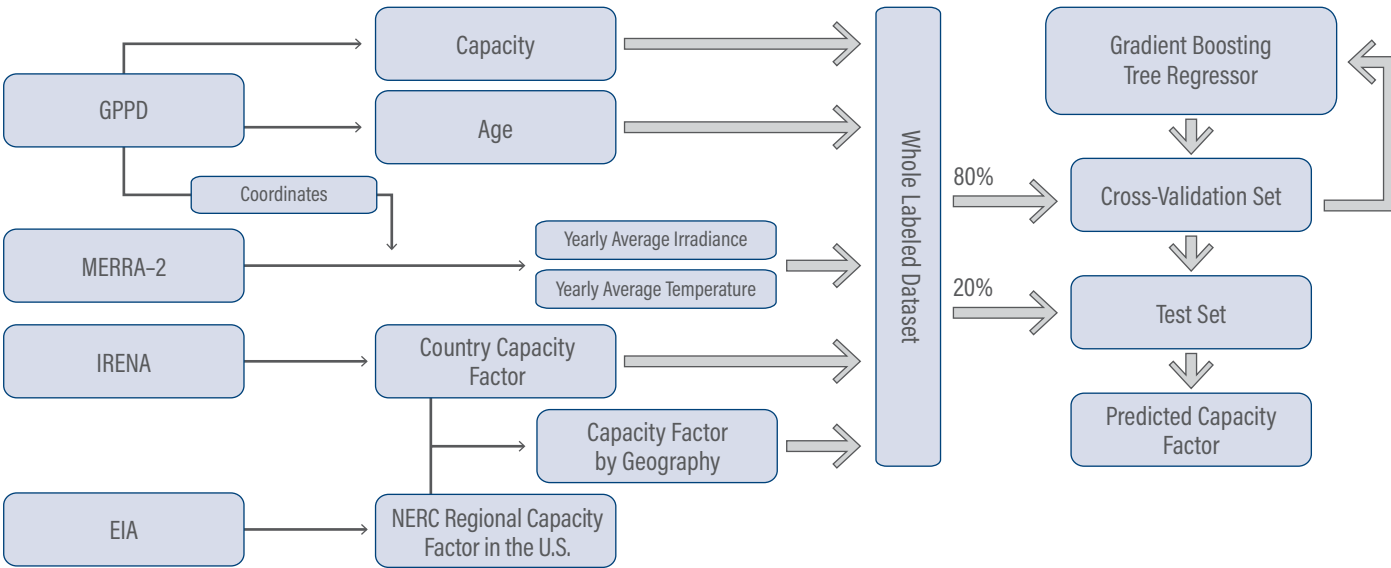 GPPD
Capacity
Age
Coordinates
MERRA–2
Yearly Average Irradiance
Yearly Average Temperature
IRENA
Country Capacity
Factor
Capacity Factor
by Geography
EIA
NERC Regional Capacity
Factor in the U.S.
Whole Labeled Dataset
80%
20%
Gradient Boosting
Tree Regressor
Cross-Validation Set
Test Set
Predicted Capacity
Factor